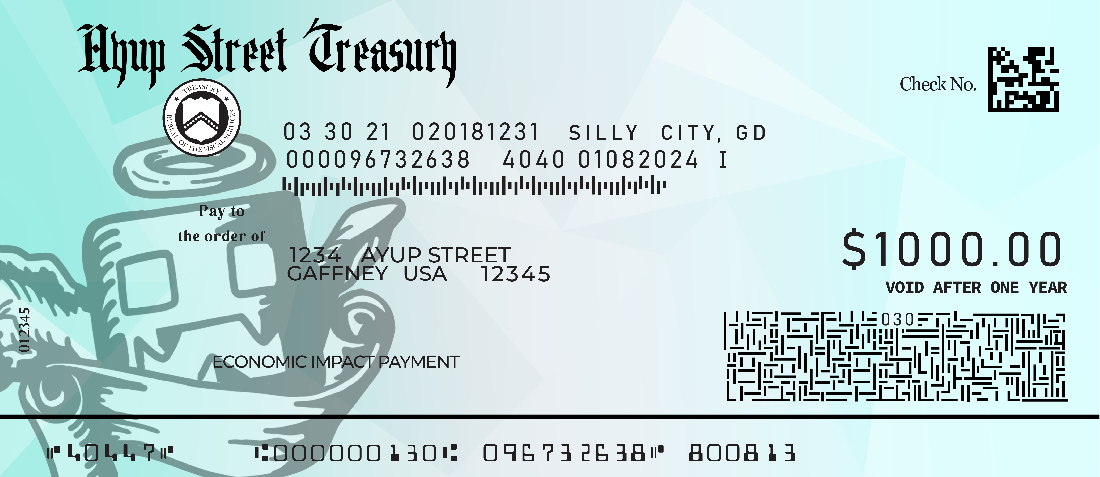 Ayup Street Treasury
Check No.
TREASURY
03 30 21 020181231 SILLY CITY, GD
000096732638 4040 01082024 I
Pay to
the order of
1234 AYUP STREET
GAFFNEY USA 12345
$1000.00
VOID AFTER ONE YEAR
030
012345
ECONOMIC IMPACT PAYMENT
⑈40447⑈ ⑆000000130⑆ 096732638⑈ 800813